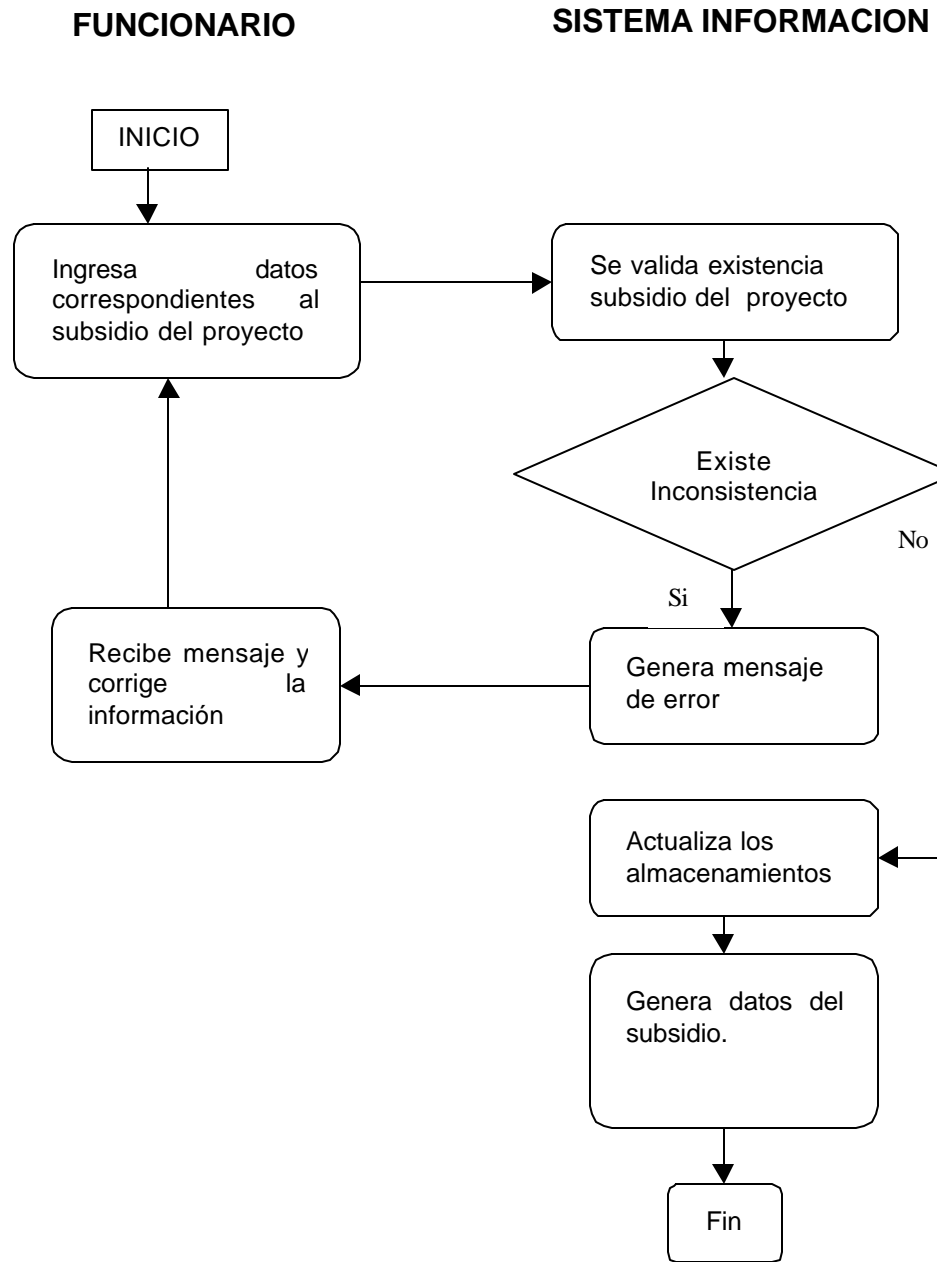 FUNCIONARIO
SISTEMA INFORMACION
INICIO
Ingresa datos
correspondientes al
subsidio del proyecto
Se valida existencia
subsidio del proyecto
Existe
Inconsistencia
No
Si
Recibe mensaje y
corrige la
información
Genera mensaje
de error
Actualiza los
almacenamientos
Genera datos del
subsidio.
Fin